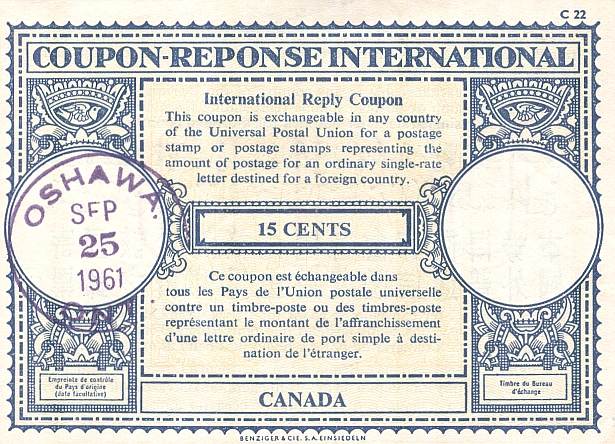 C 22
COUPON-REPONSE INTERNATIONAL
International Reply Coupon
This coupon is exchangeable in any country
of the Universal Postal Union for a postage
stamp or postage stamps representing the
amount of postage for an ordinary single-rate
letter destined for a foreign country.
OSHAWA.
SEP
25
1961
ON
15 CENTS
Ce coupon est échangeable dans
tous les Pays de l'Union postale universelle
contre un timbre-poste ou des timbres-poste
représentant le montant de l'affranchissement
d'une lettre ordinaire de port simple à desti-
nation de l'étranger.
Empreinte de contrôle
du Pays d'origine
(date facultative)
CANADA
Timbre du Bureau
d'échange
BENZIGER & CIE. S.A. EINSIEDELN